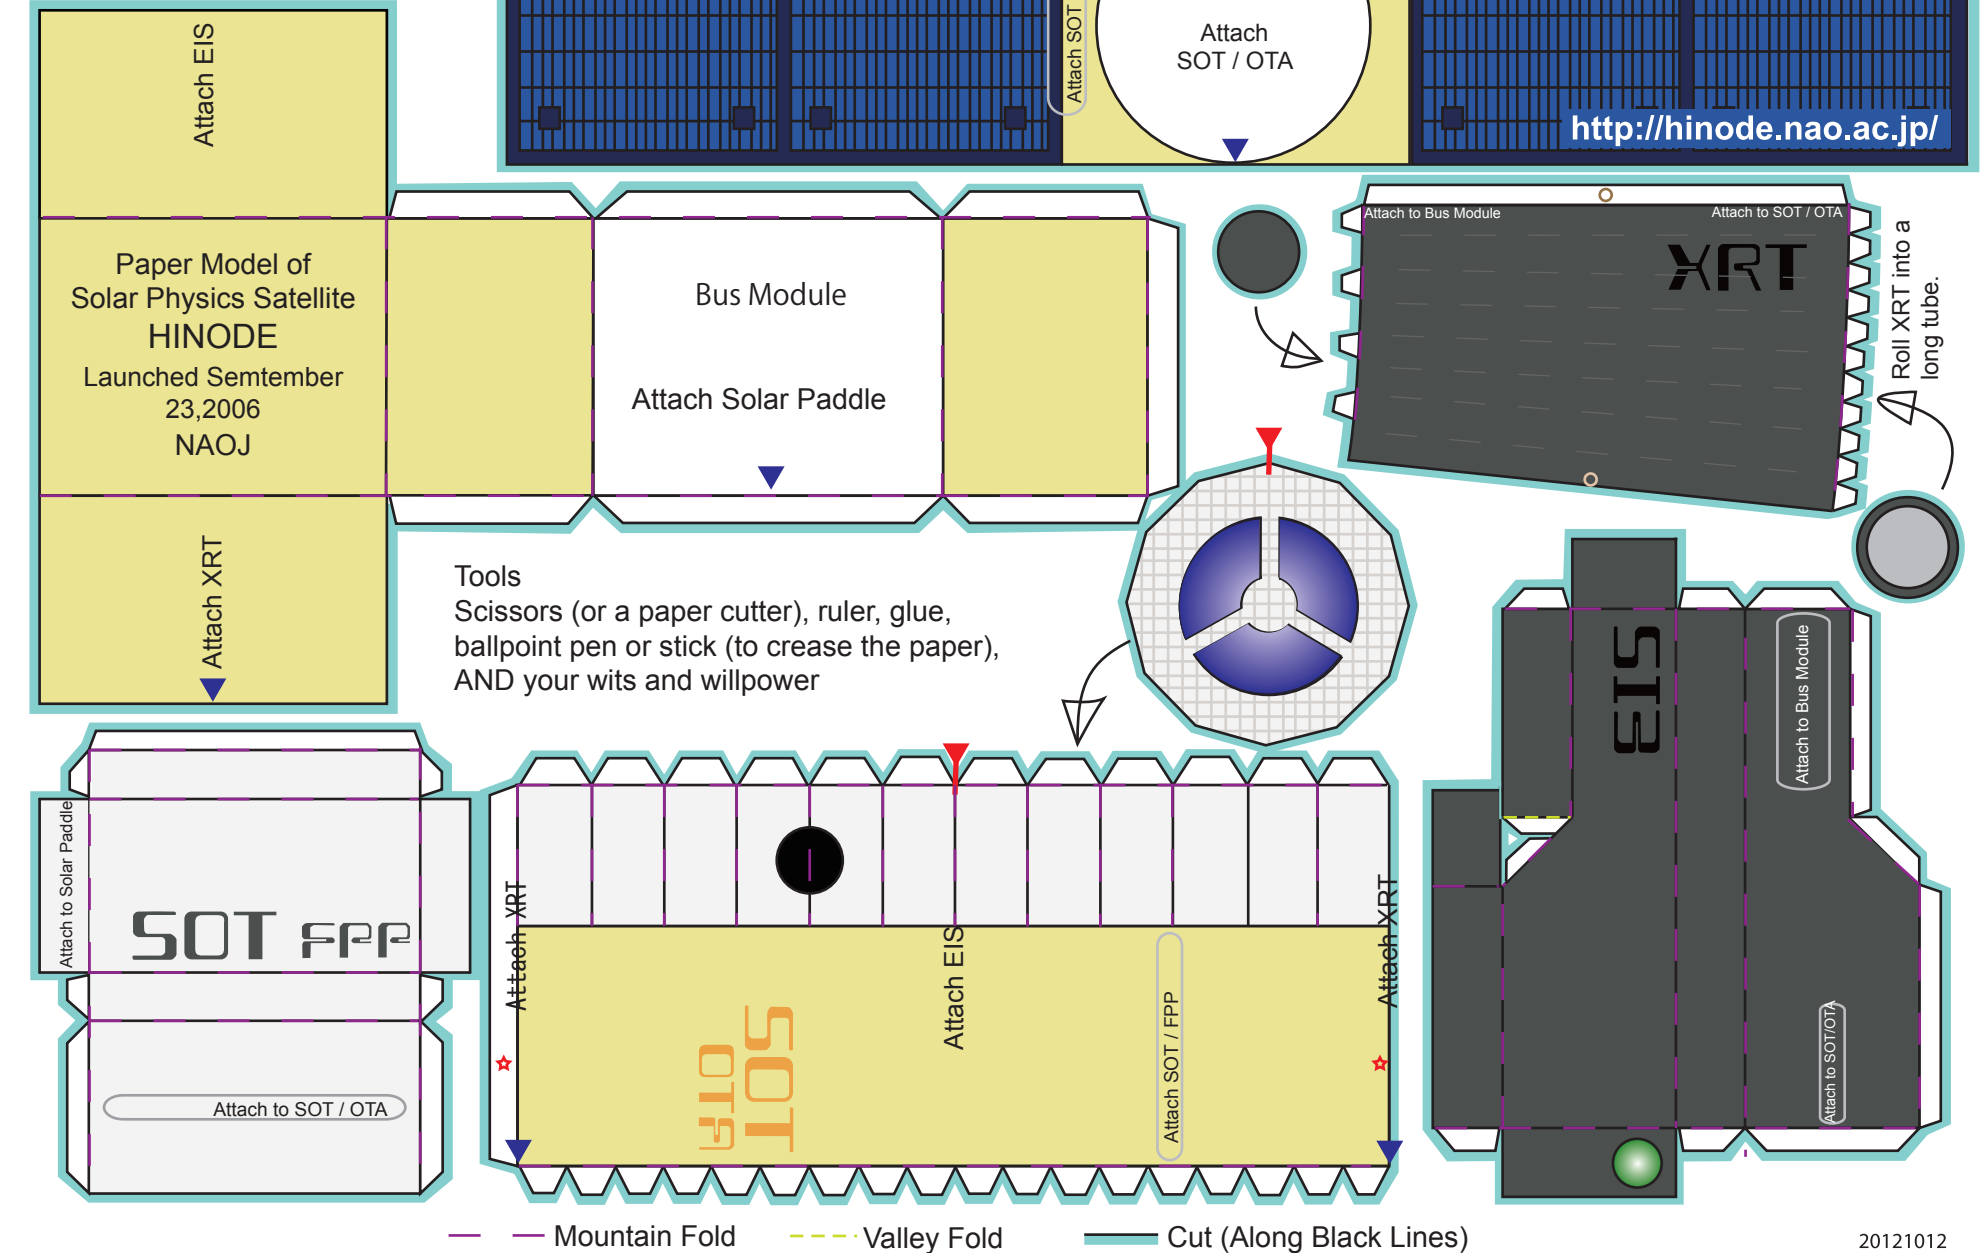 Attach EIS
Attach SOT
Attach
SOT / OTA
http://hinode.nao.ac.jp/
Paper Model of
Solar Physics Satellite
HINODE
Launched Semtember
23,2006
NAOJ
Bus Module
Attach Solar Paddle
Attach to Bus Module
Attach to SOT / OTA
XRT
Roll XRT into a
long tube.
Attach XRT
Tools
Scissors (or a paper cutter), ruler, glue,
ballpoint pen or stick (to crease the paper),
AND your wits and willpower
EIS
Attach to Bus Module
Attach to SOT/OTA
Attach to Solar Paddle
SOT FPP
Attach to SOT / OTA
Attach XRT
Attach EIS
Attach XRT
SOT
OTA
Attach SOT / FPP
Mountain Fold
Valley Fold
Cut (Along Black Lines)
20121012